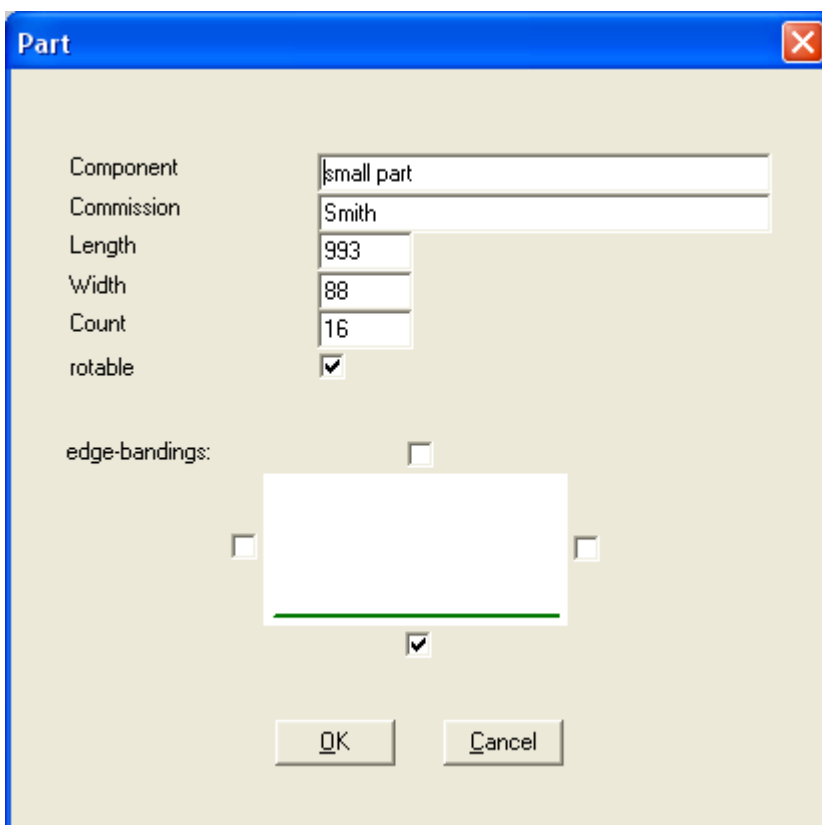 Part
Component small part
Commission Smith
Length 993
Width 88
Count 16
rotable
edge-bandings:
OK Cancel